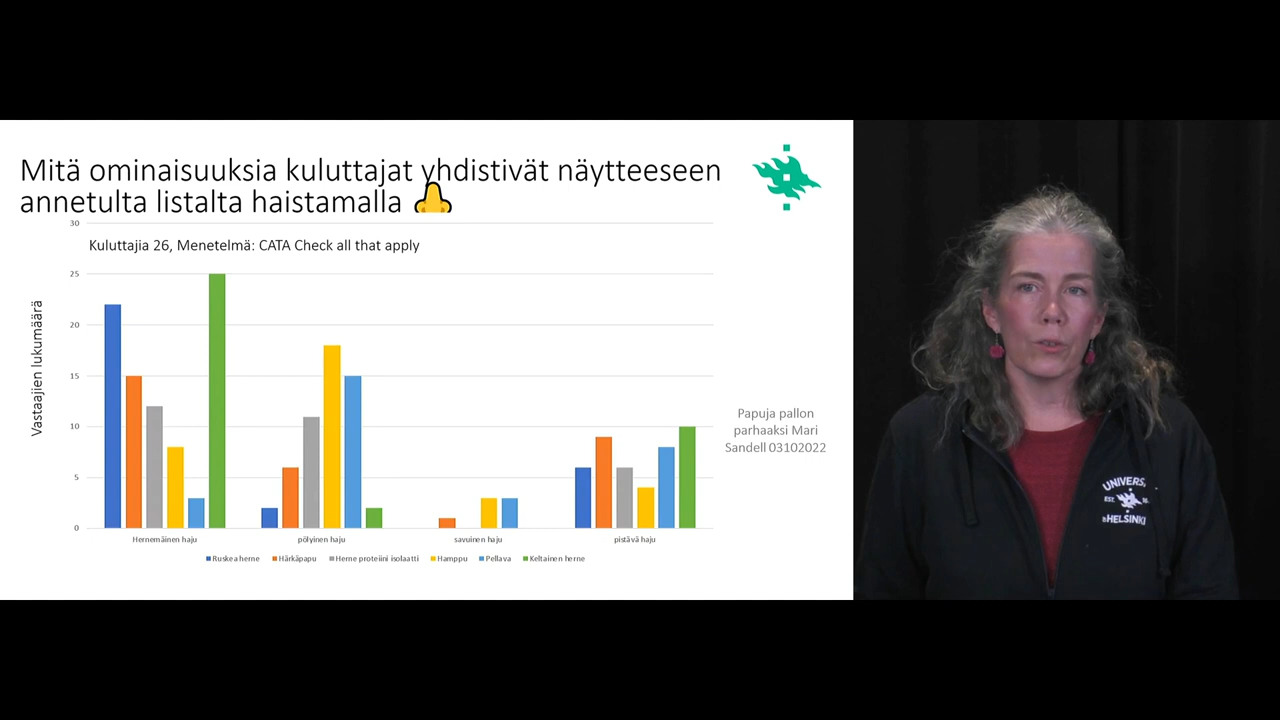 Mitä ominaisuuksia kuluttajat yhdistivät näytteeseen
annetulta listalta haistamalla
Kuluttajia 26, Menetelmä: CATA Check all that apply
Vastaajien lukumäärä
30
25
20
15
10
5
0
Hernemäinen haju
pölyinen haju
savuinen haju
pistävä haju
Ruskea herne
Härkäpapu
Herne proteiini isolaatti
Hamppu
Pellava
Keltainen herne
Papuja pallon
parhaaksi Mari
Sandell 03102022
EST.
HELSINKI